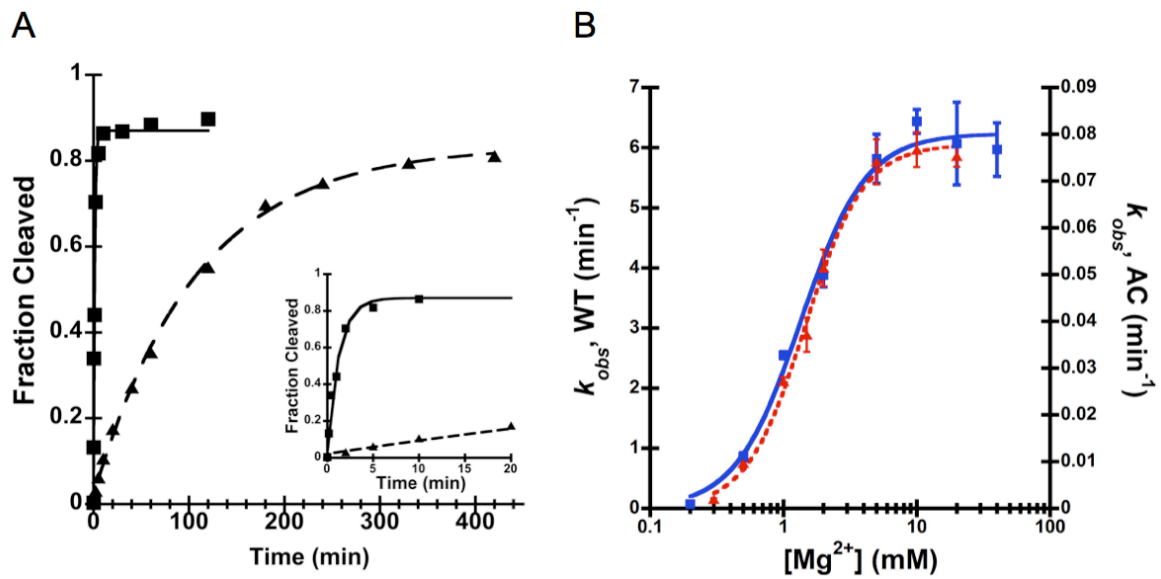 A
B
Fraction Cleaved
1
0.8
0.6
0.4
0.2
0
0 100 200 300 400
Time (min)
Fraction Cleaved
1
0.8
0.6
0.4
0.2
0
0 5 10 15 20
Time (min)
k obs, WT (min-1)
7
6
5
4
3
2
1
0
0.1 1 10 100
[Mg2+] (mM)
0.09
0.08
0.07
0.06
0.05
0.04
0.03
0.02
0.01
0
k obs, AC (min-1)